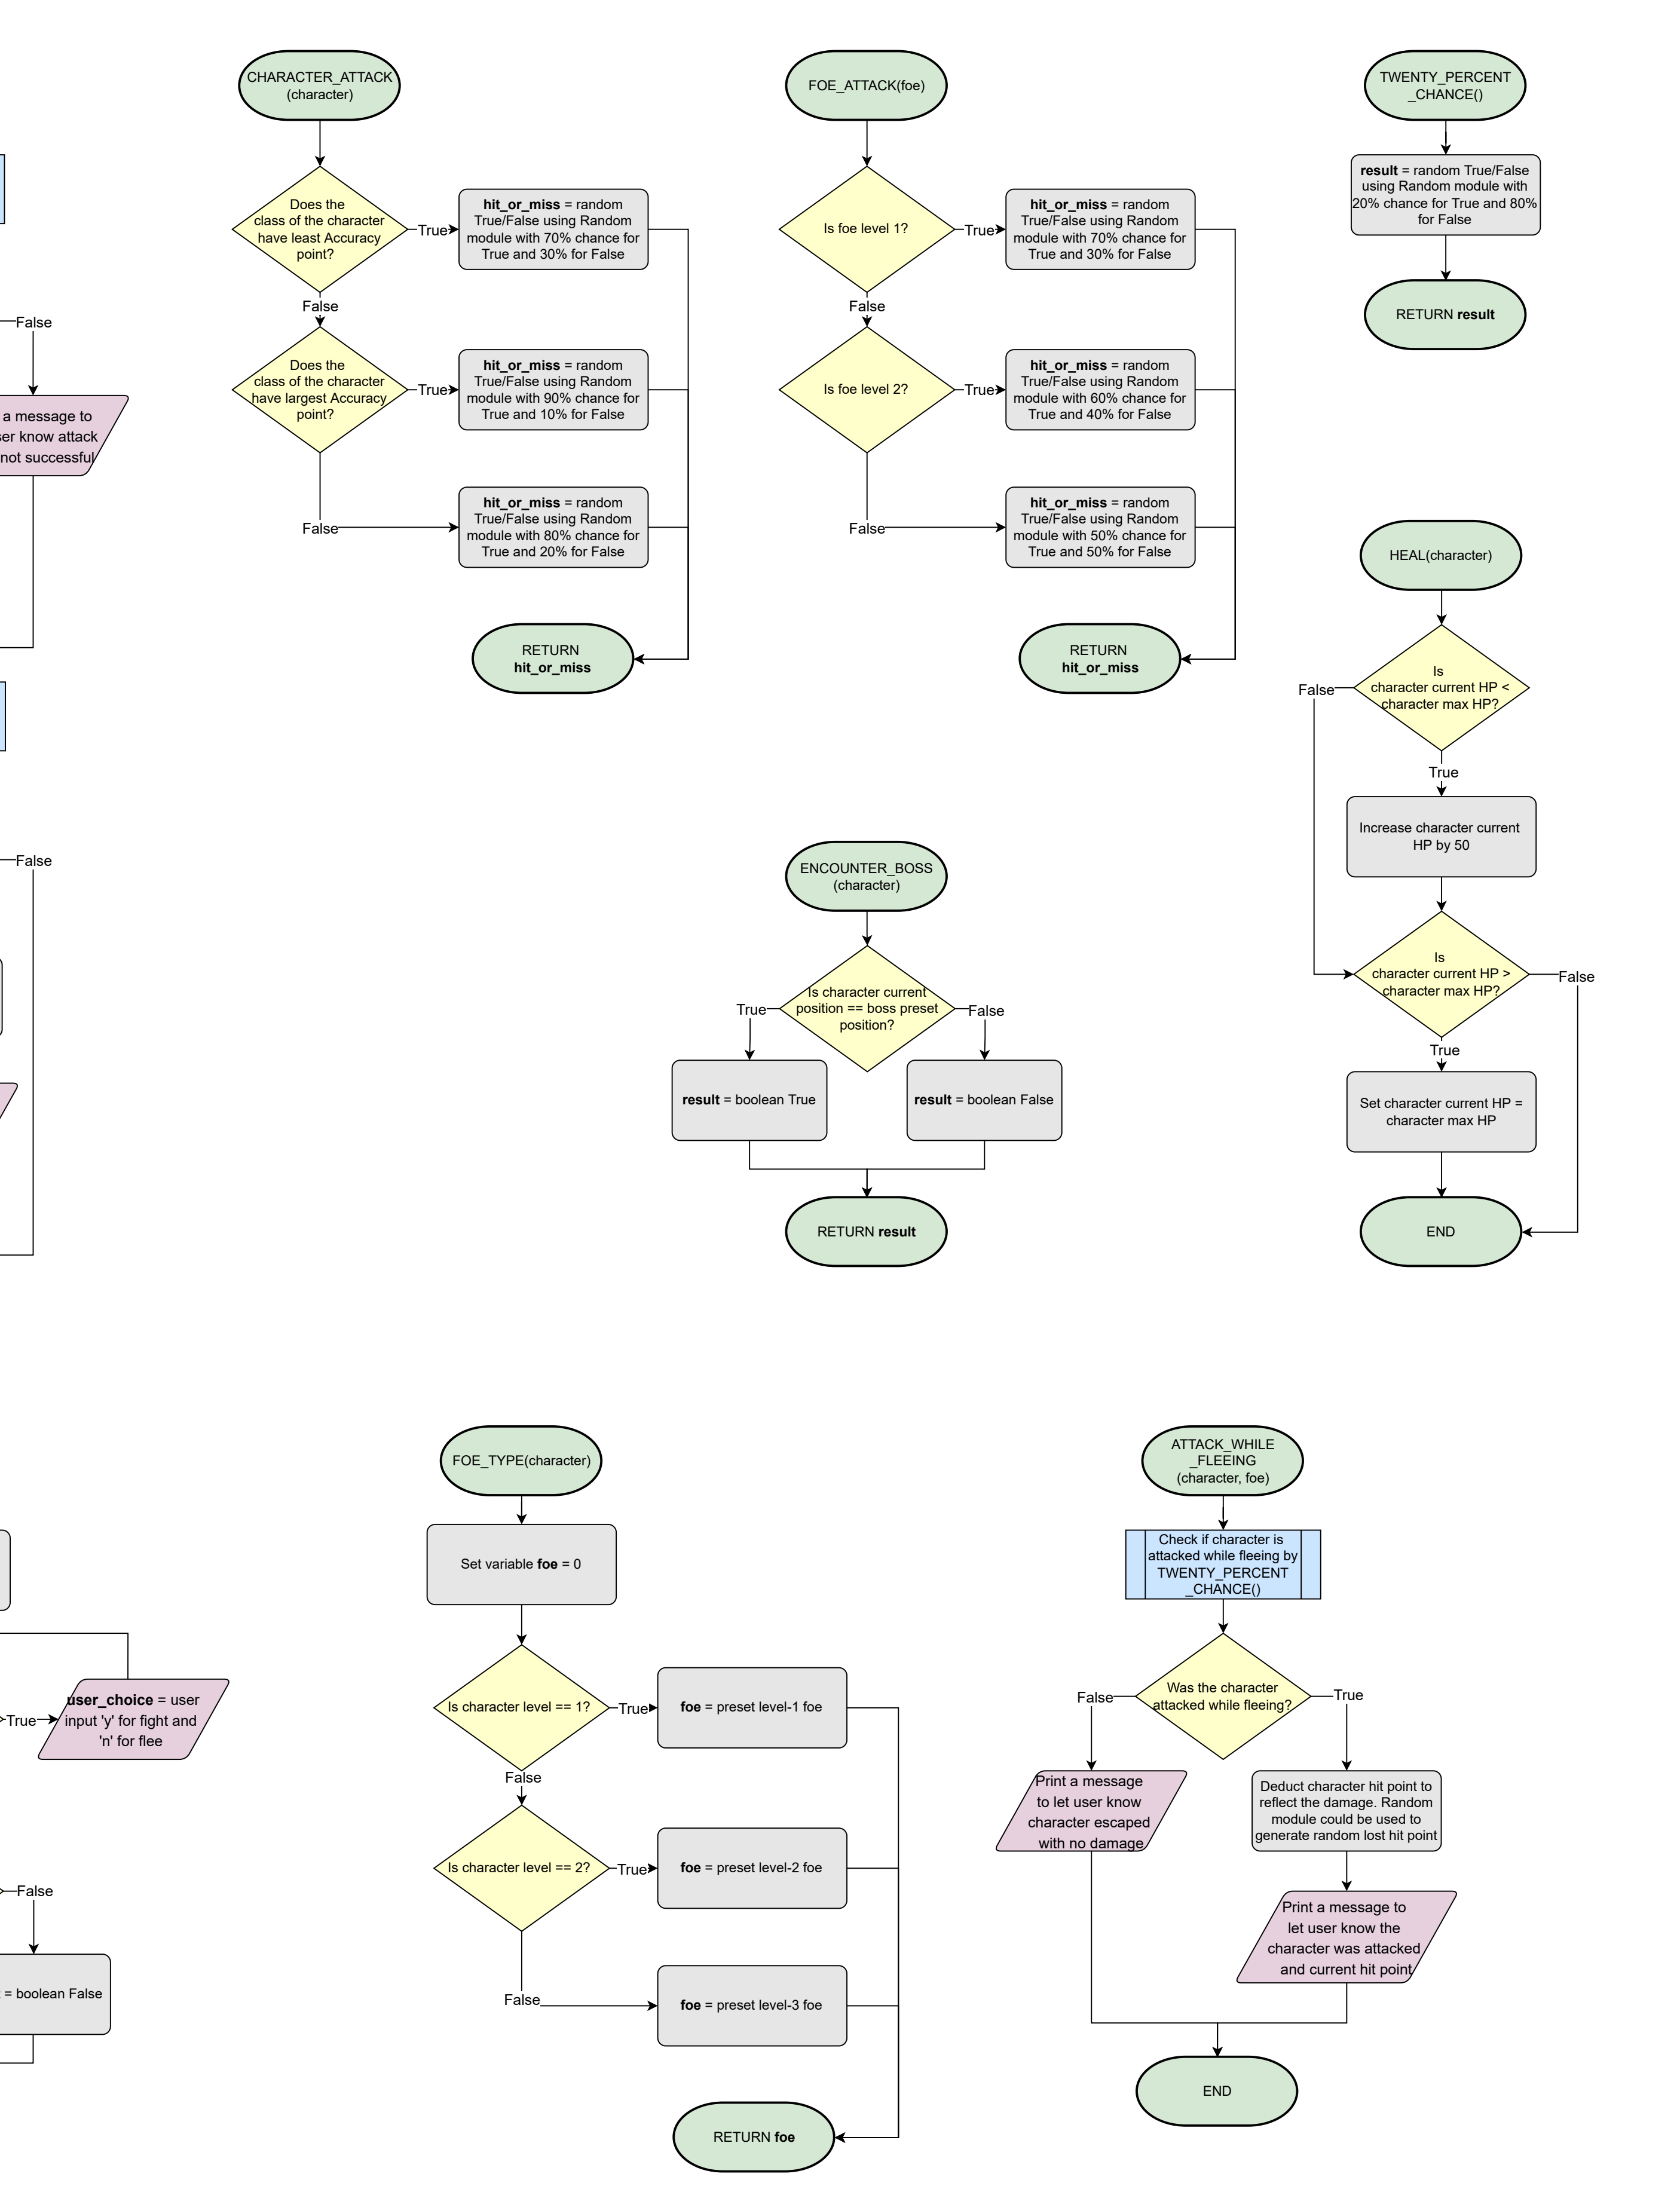 CHARACTER_ATTACK
(character)
Does the
class of the character
have least Accuracy
point?
True
hit_or_miss = random
True/False using Random
module with 70% chance for
True and 30% for False
False
Does the
class of the character
have largest Accuracy
point?
True
hit_or_miss = random
True/False using Random
module with 90% chance for
True and 10% for False
False
hit_or_miss = random
True/False using Random
module with 80% chance for
True and 20% for False
RETURN
hit_or_miss
FOE_ATTACK(foe)
Is foe level 1?
True
hit_or_miss = random
True/False using Random
module with 70% chance for
True and 30% for False
False
Is foe level 2?
True
hit_or_miss = random
True/False using Random
module with 60% chance for
True and 40% for False
False
hit_or_miss = random
True/False using Random
module with 50% chance for
True and 50% for False
RETURN
hit_or_miss
TWENTY_PERCENT
_CHANCE()
result = random True/False
using Random module with
20% chance for True and 80%
for False
RETURN result
False
a message to
ser know attack
not successful
False
HEAL(character)
Is
character current HP <
character max HP?
False
True
Increase character current
HP by 50
Is
character current HP >
character max HP?
False
True
Set character current HP =
character max HP
END
ENCOUNTER_BOSS
(character)
Is character current
position == boss preset
position?
True
False
result = boolean True
result = boolean False
RETURN result
True
user_choice = user
input 'y' for fight and
'n' for flee
False
= boolean False
FOE_TYPE(character)
Set variable foe = 0
Is character level == 1?
True
foe = preset level-1 foe
False
Is character level == 2?
True
foe = preset level-2 foe
False
foe = preset level-3 foe
RETURN foe
ATTACK_WHILE
_FLEEING
(character, foe)
Check if character is
attacked while fleeing by
TWENTY_PERCENT
_CHANCE()
Was the character
attacked while fleeing?
False
True
Print a message
to let user know
character escaped
with no damage
Deduct character hit point to
reflect the damage. Random
module could be used to
generate random lost hit point
Print a message to
let user know the
character was attacked
and current hit point
END